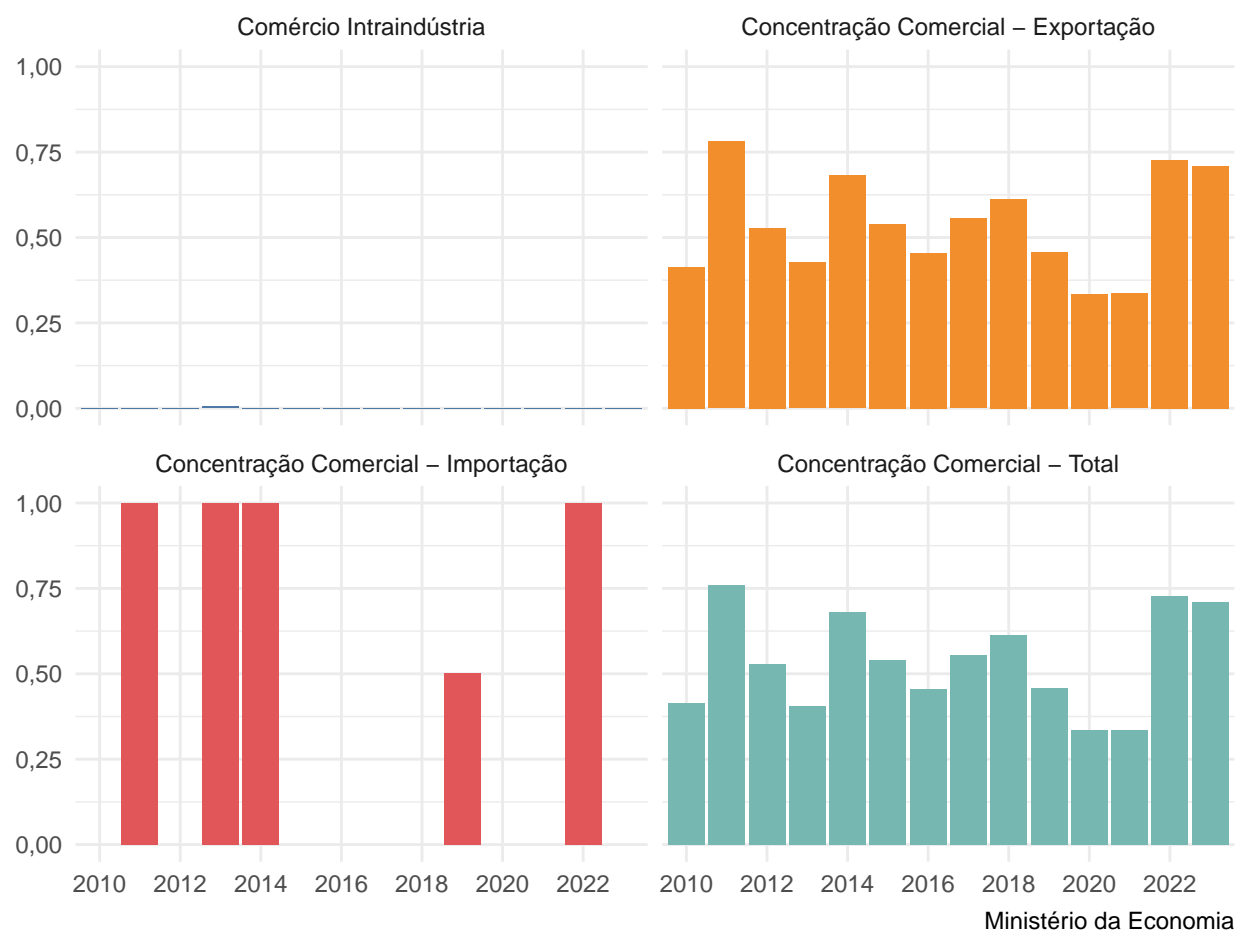 Comércio Intraindústria
Concentração Comercial – Exportação
1,00
0,75
0,50
0,25
0,00
Concentração Comercial – Importação
Concentração Comercial – Total
1,00
0,75
0,50
0,25
0,00
2010 2012 2014 2016 2018 2020 2022
2010 2012 2014 2016 2018 2020 2022
Ministério da Economia